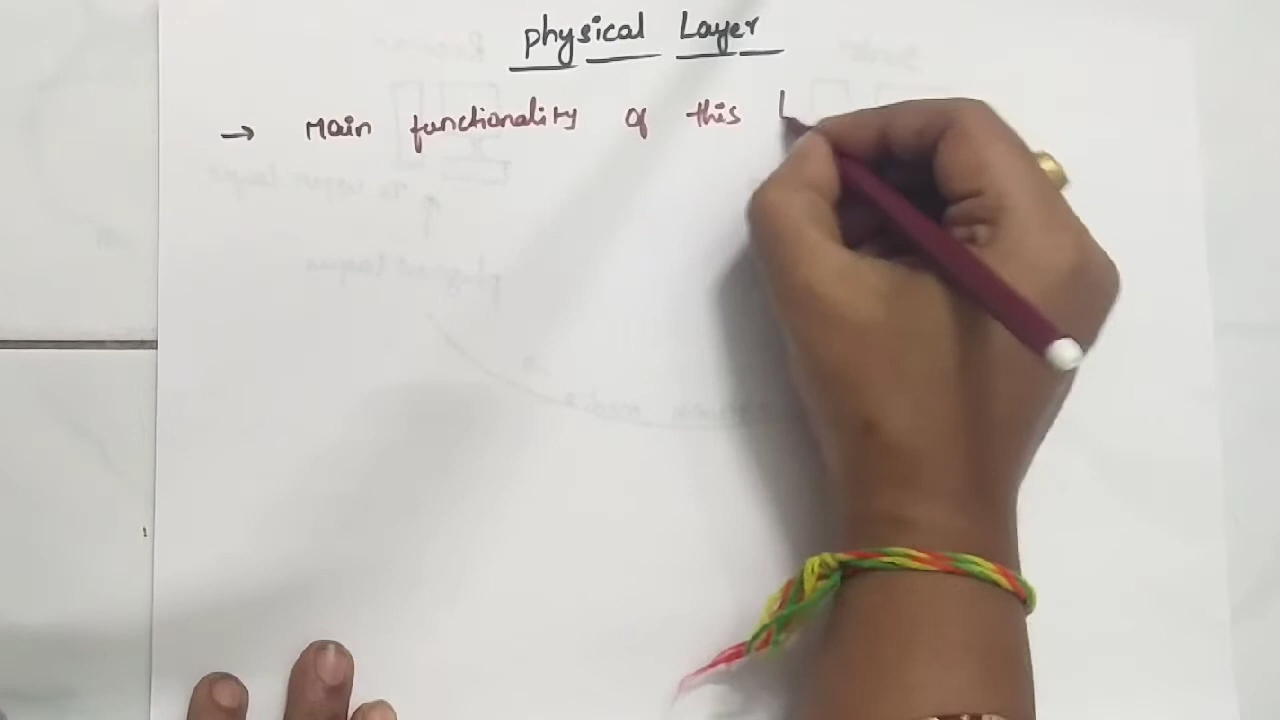 physical Layer
→ Main functionality of this L